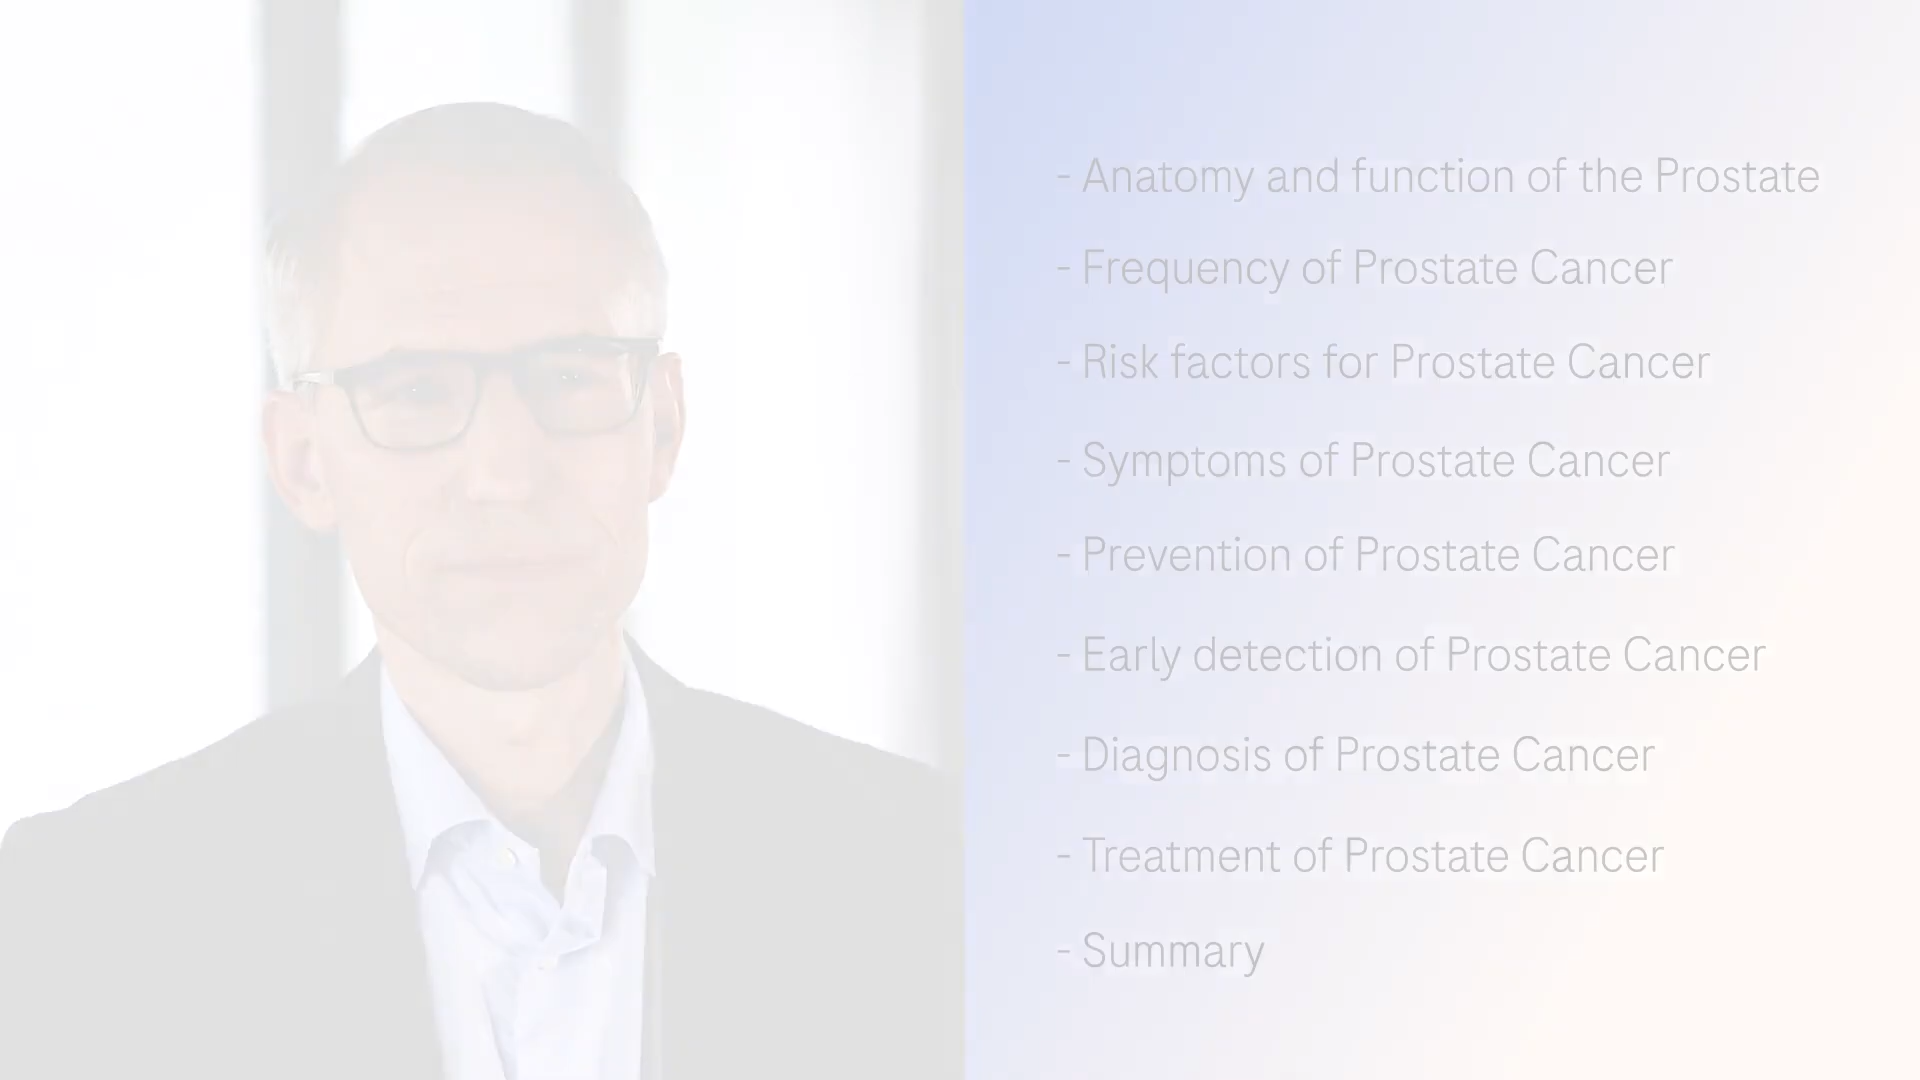 - Anatomy and function of the Prostate
- Frequency of Prostate Cancer
- Risk factors for Prostate Cancer
- Symptoms of Prostate Cancer
- Prevention of Prostate Cancer
- Early detection of Prostate Cancer
- Diagnosis of Prostate Cancer
- Treatment of Prostate Cancer
- Summary